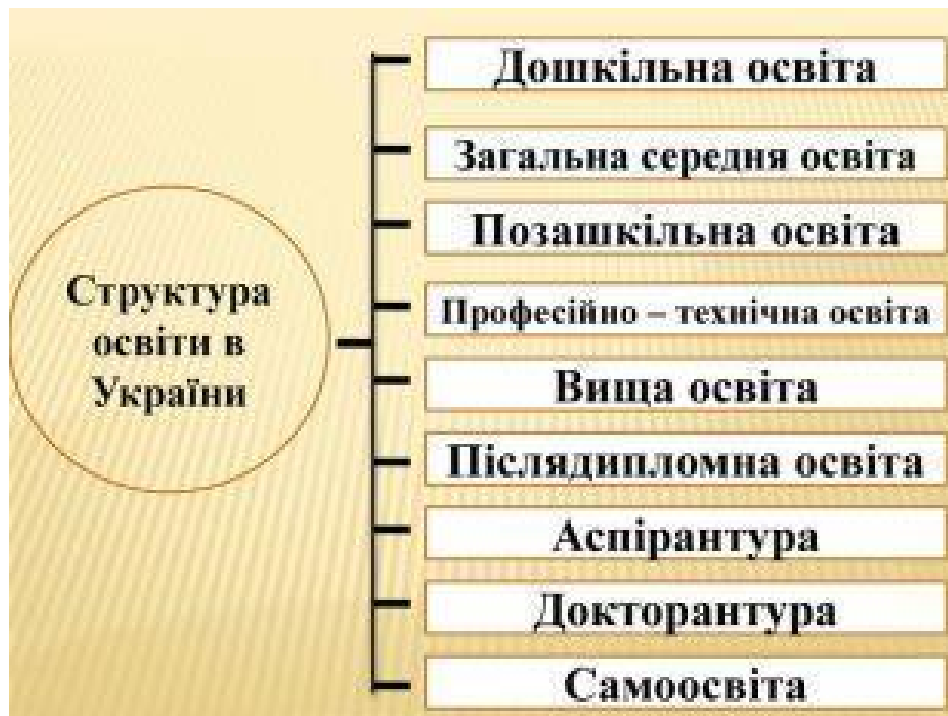 Структура
освіти в
України
Дошкільна освіта
Загальна середня освіта
Позашкільна освіта
Професійно – технічна освіта
Вища освіта
Післядипломна освіта
Аспірантура
Докторантура
Самоосвіта